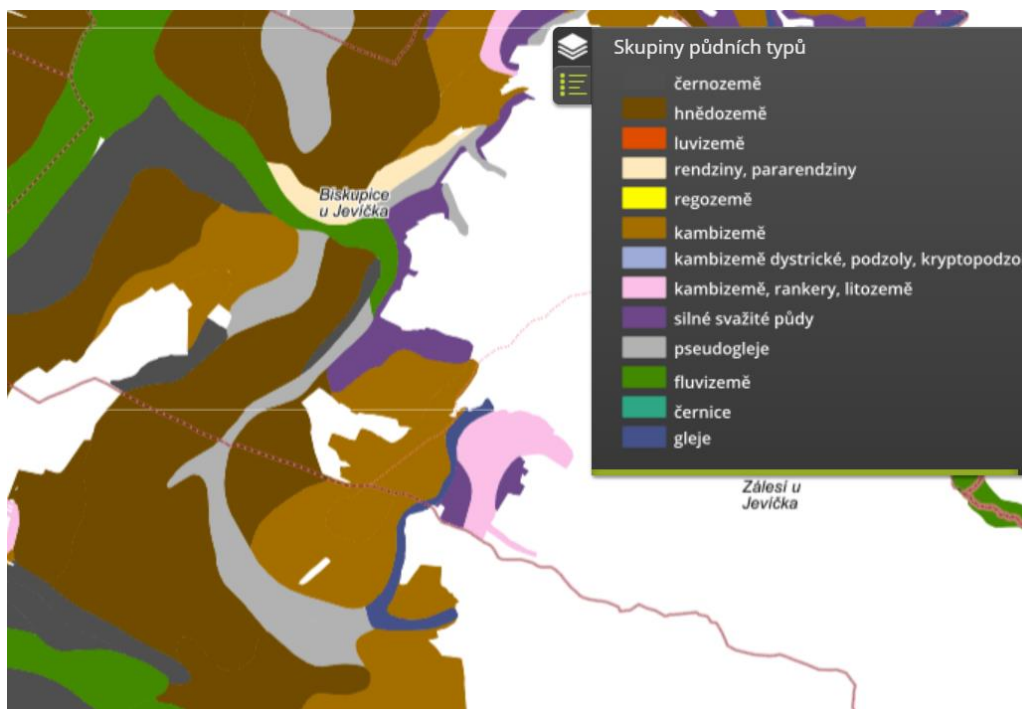 Skupiny půdních typů
černozemě
hnědozemě
luvizemě
rendziny, pararendziny
regozemě
kambizemě
kambizemě dystrické, podzoly, kryptopodzo
kambizemě, rankery, litozemě
silné svažité půdy
pseudogleje
fluvizemě
černice
gleje
Biskupice
u Jevíčka
Zálesí u
Jevíčka